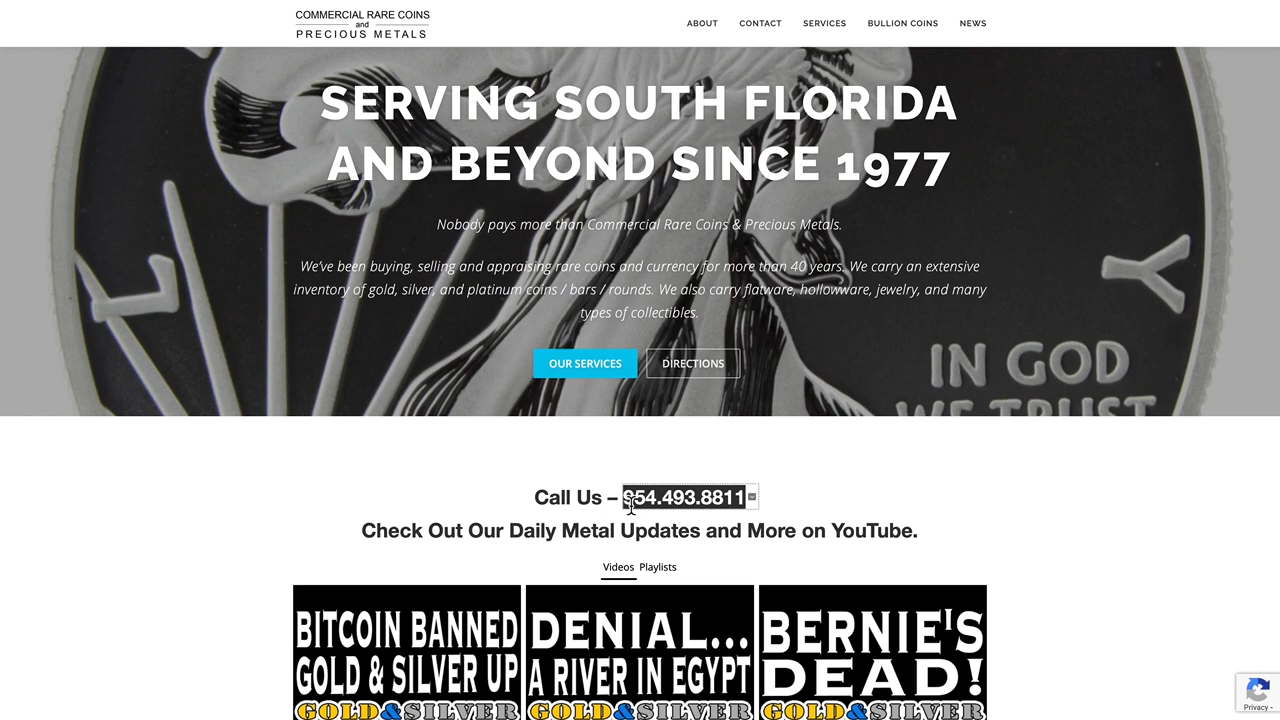 COMMERCIAL RARE COINS
and
PRECIOUS METALS
ABOUT CONTACT SERVICES BULLION COINS NEWS
SERVING SOUTH FLORIDA
AND BEYOND SINCE 1977
Nobody pays more than Commercial Rare Coins & Precious Metals.
We've been buying, selling and appraising rare coins and currency for more than 40 years. We carry an extensive
inventory of gold, silver, and platinum coins / bars / rounds. We also carry flatware, hollowware, jewelry, and many
types of collectibles.
OUR SERVICES DIRECTIONS
L Y
IN GOD
WE TRUST
Call Us – 954.493.8811
Check Out Our Daily Metal Updates and More on YouTube.
Videos Playlists
BITCOIN BANNED
GOLD & SILVER UP
GOLD&SILVER
DENIAL...
A RIVER IN EGYPT
GOLD&SILVER
BERNIE'S
DEAD!
GOLD&SILVER
Privacy -